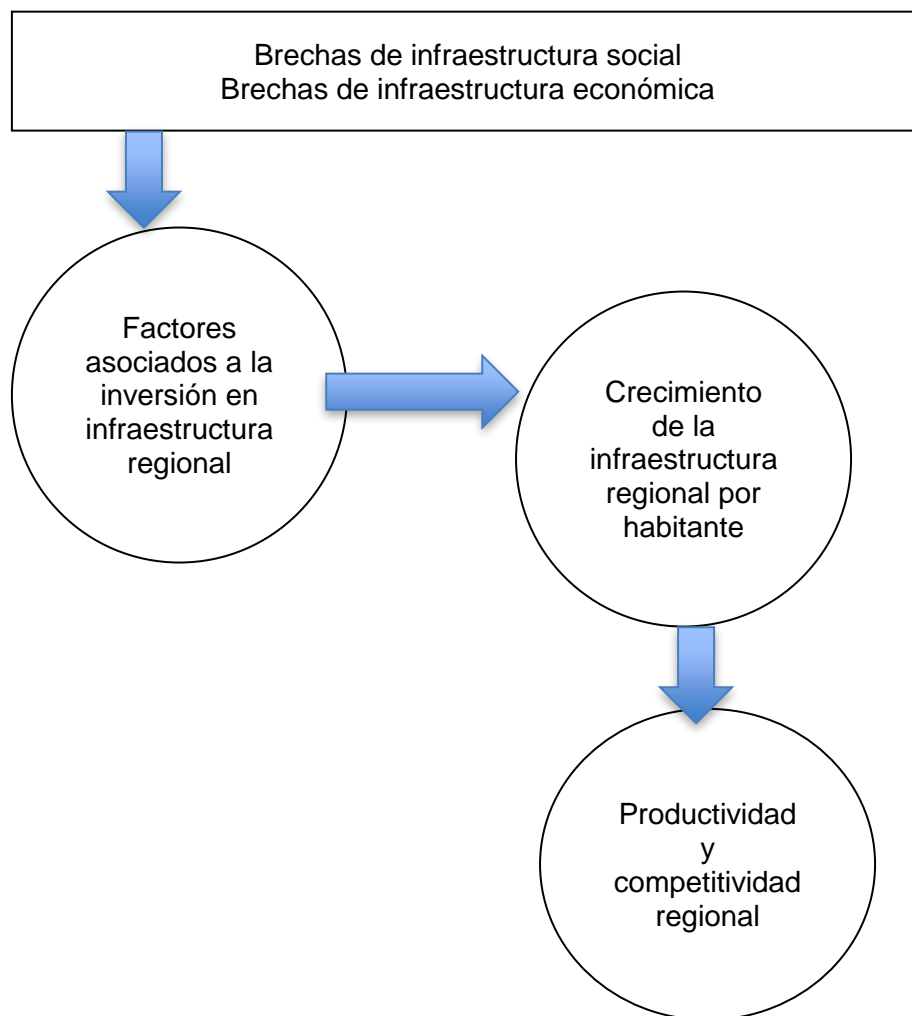 Brechas de infraestructura social
Brechas de infraestructura económica
Factores
asociados a la
inversión en
infraestructura
regional
Crecimiento
de la
infraestructura
regional por
habitante
Productividad
y
competitividad
regional